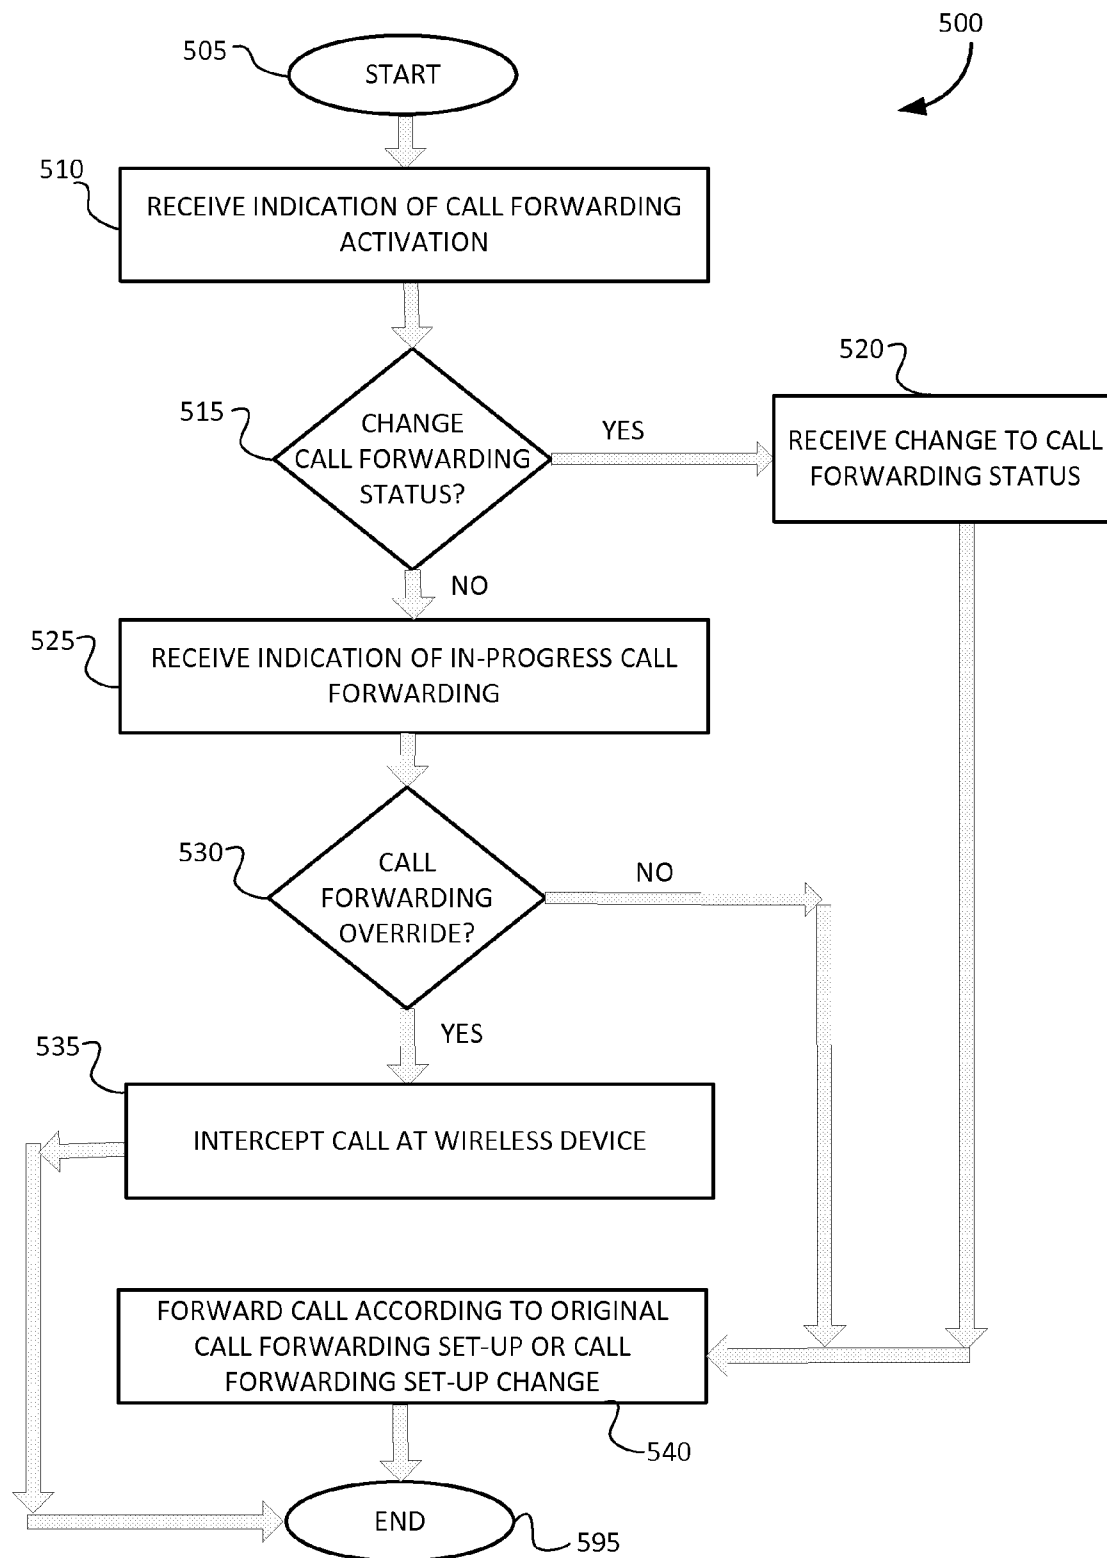 500
505
START
510
RECEIVE INDICATION OF CALL FORWARDING
ACTIVATION
515
CHANGE
CALL FORWARDING
STATUS?
YES
520
RECEIVE CHANGE TO CALL
FORWARDING STATUS
NO
525
RECEIVE INDICATION OF IN-PROGRESS CALL
FORWARDING
530
CALL
FORWARDING
OVERRIDE?
NO
YES
535
INTERCEPT CALL AT WIRELESS DEVICE
FORWARD CALL ACCORDING TO ORIGINAL
CALL FORWARDING SET-UP OR CALL
FORWARDING SET-UP CHANGE
540
END
595